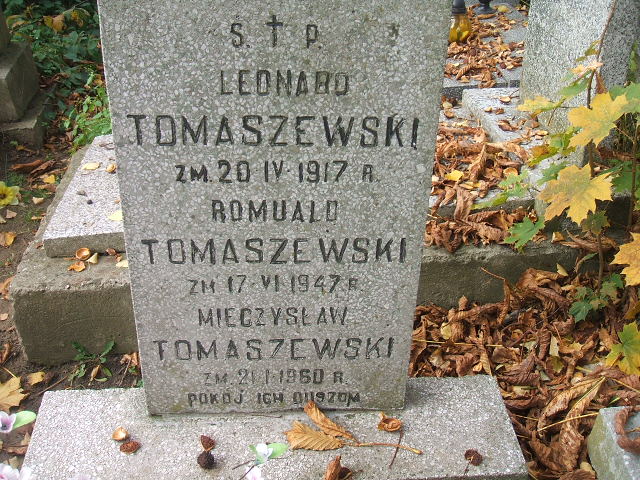 Ś. † P.
LEONARD
TOMASZEWSKI
ZM. 20 IV 1917 R.
ROMUALD
TOMASZEWSKI
ZM 17 VI 1947 R
MIECZYSŁAW
TOMASZEWSKI
ZM. 21 I 1960 R.
POKÓJ ICH DUSZOM